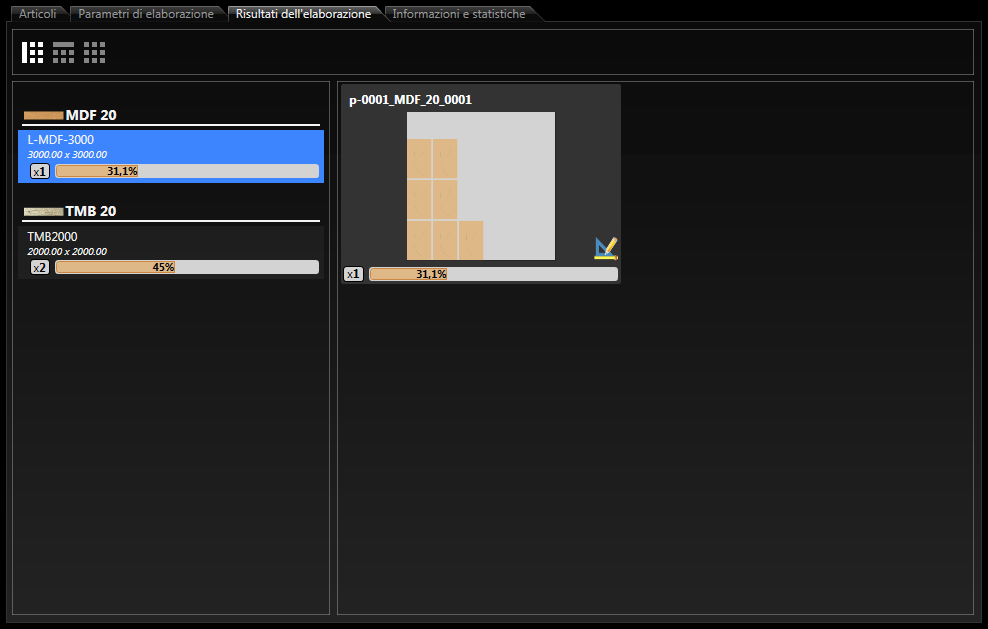 Articoli
Parametri di elaborazione
Risultati dell'elaborazione
Informazioni e statistiche
MDF 20
L-MDF-3000
3000.00 x 3000.00
x1
31,1%
TMB 20
TMB2000
2000.00 x 2000.00
x2
45%
p-0001_MDF_20_0001
x1
31,1%